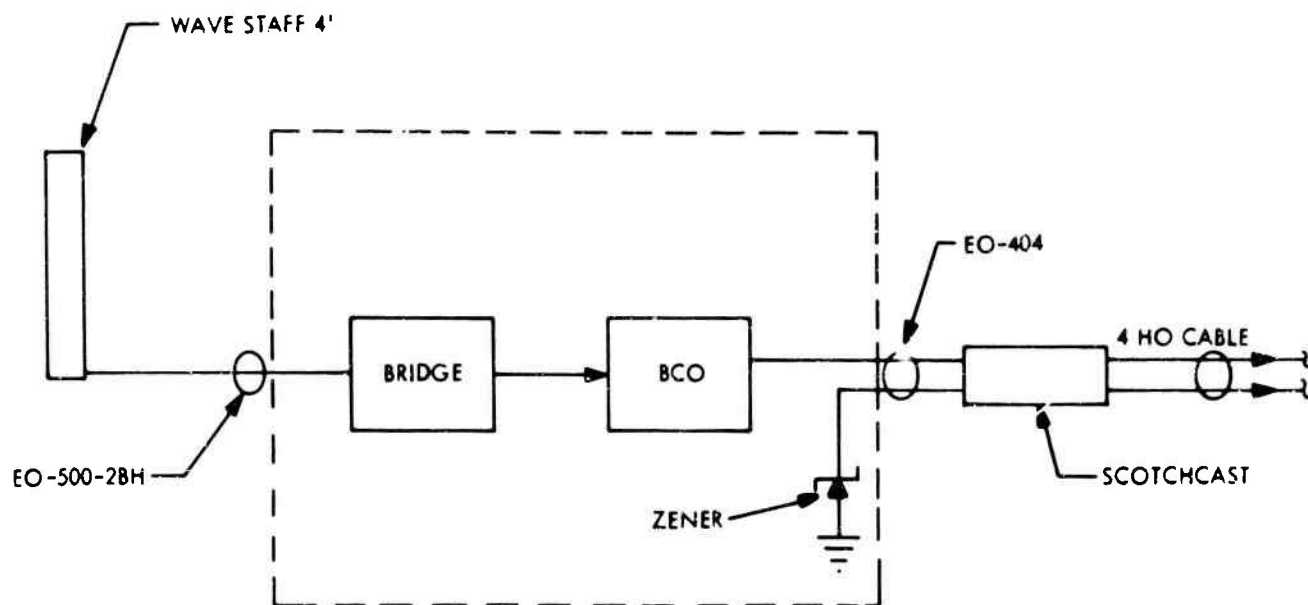 WAVE STAFF 4'
EO-404
4 HO CABLE
BRIDGE
BCO
EO-500-2BH
SCOTCHCAST
ZENER